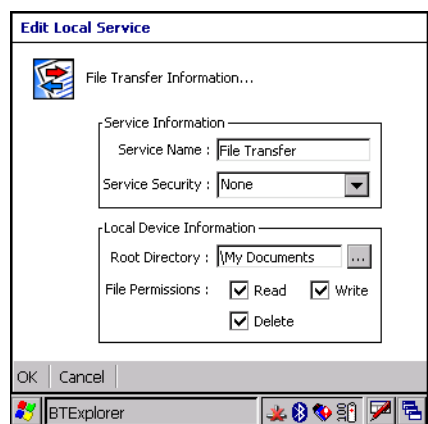 Edit Local Service
File Transfer Information...
Service Information
Service Name : File Transfer
Service Security : None
Local Device Information
Root Directory : \My Documents ...
File Permissions : Read Write
Delete
OK Cancel
BTExplorer